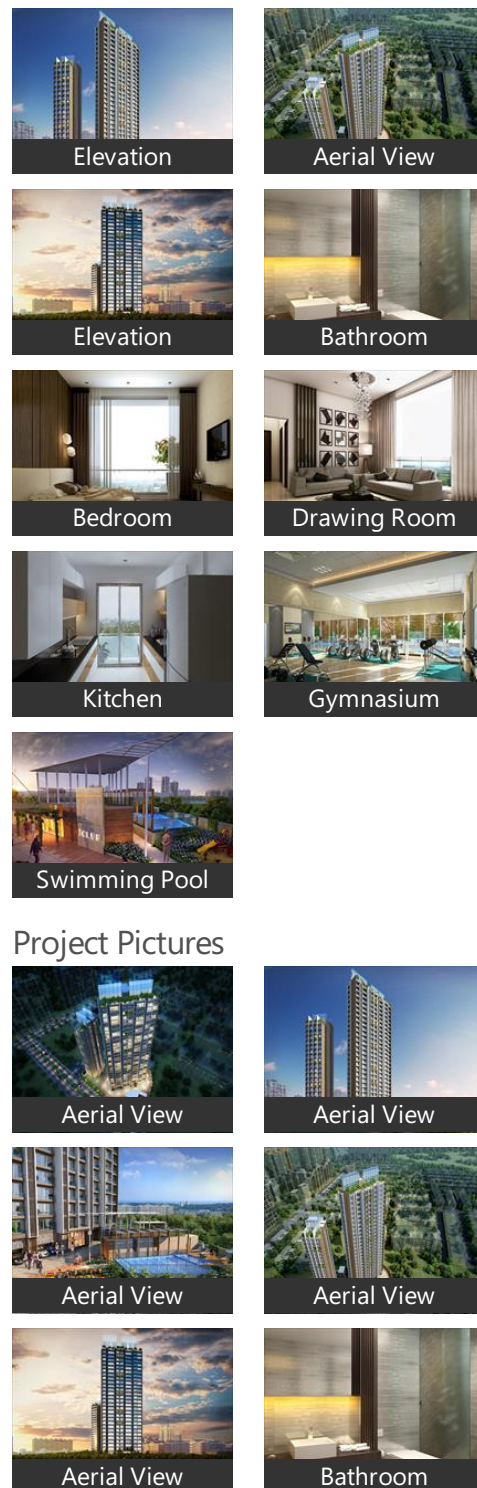 Elevation
Aerial View
Elevation
Bathroom
Bedroom
Drawing Room
Kitchen
Gymnasium
Swimming Pool
Project Pictures
Aerial View
Aerial View
Aerial View
Aerial View
Aerial View
Bathroom